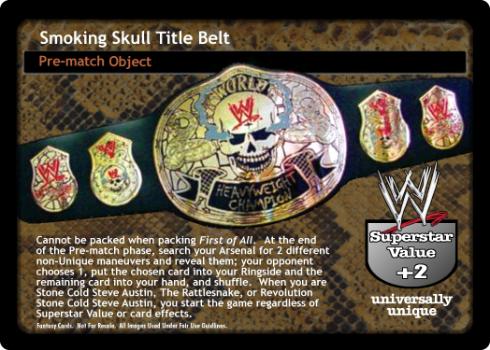 Smoking Skull Title Belt
Pre-match Object
WORLD
HEAVYWEIGHT
CHAMPION
Cannot be packed when packing First of All. At the end
of the Pre-match phase, search your Arsenal for 2 different
non-Unique maneuvers and reveal them; your opponent
chooses 1, put the chosen card into your Ringside and the
remaining card into your hand, and shuffle. When you are
Stone Cold Steve Austin, The Rattlesnake, or Revolution
Stone Cold Steve Austin, you start the game regardless of
Superstar Value or card effects.
Fantasy Cards. Not For Resale. All Images Used Under Fair Use Guidlines.
W
Superstar
Value
+2
universally
unique